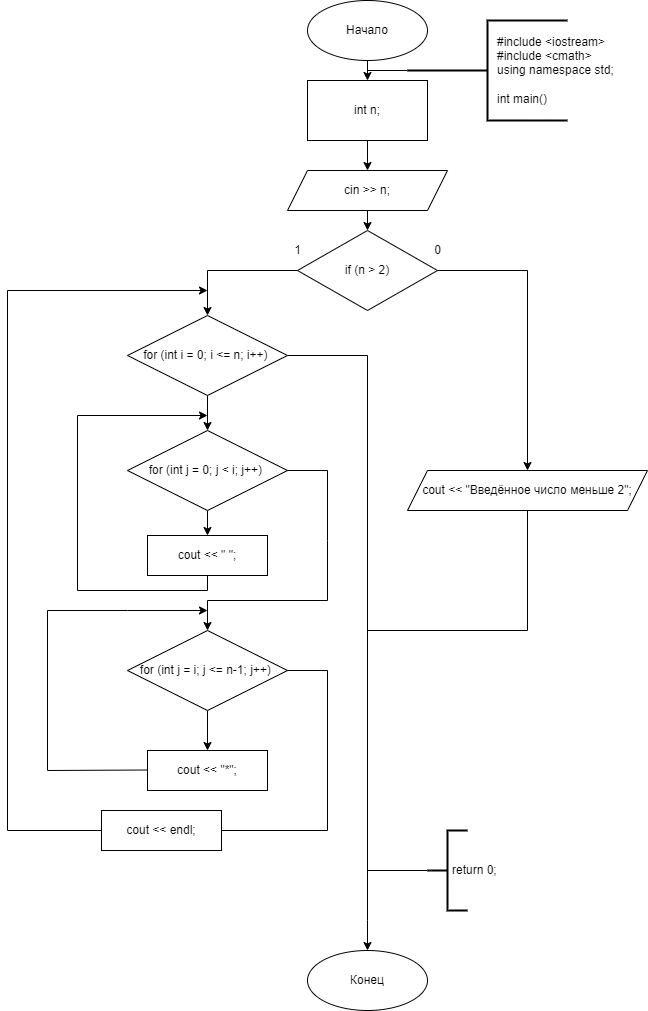 Начало
#include <iostream>
#include <cmath>
using namespace std;
int main()
int n;
cin >> n;
1
0
if (n > 2)
for (int i = 0; i <= n; i++)
for (int j = 0; j < i; j++)
cout << "Введённое число меньше 2";
cout << " ";
for (int j = i; j <= n-1; j++)
cout << "*";
cout << endl;
return 0;
Конец